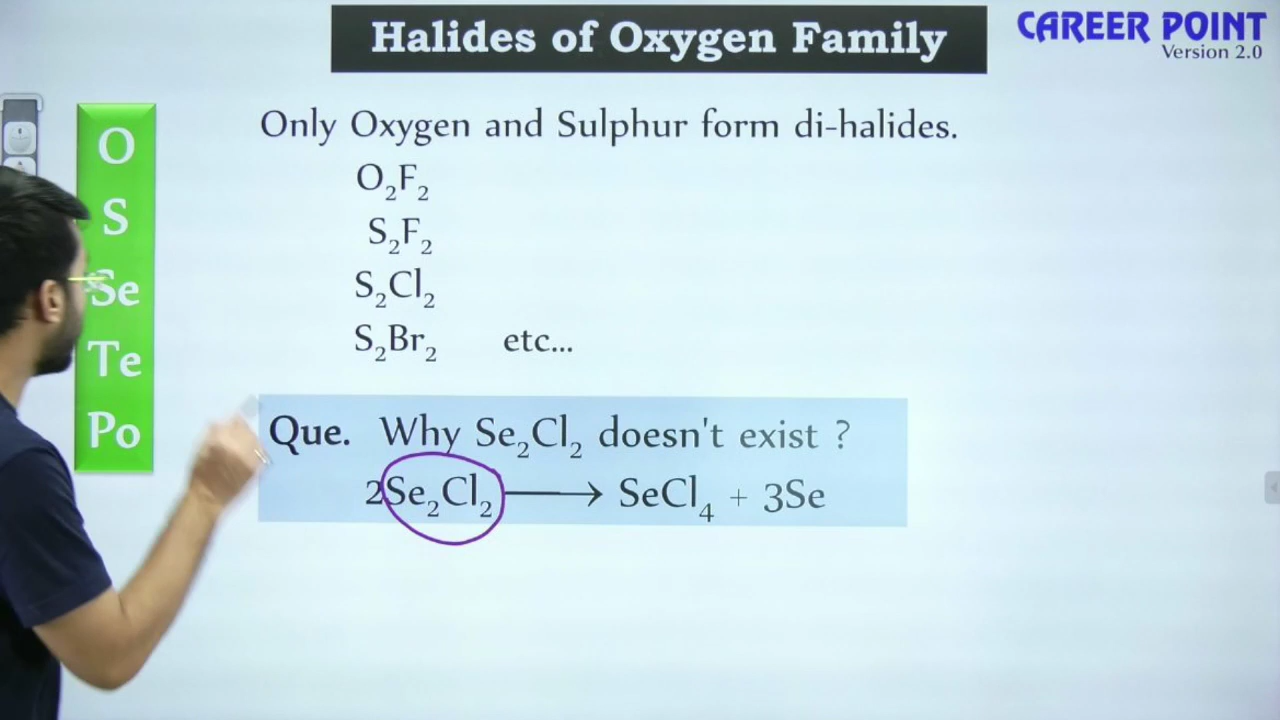 Halides of Oxygen Family
CAREER POINT
Version 2.0
O
S
Se
Te
Po
Only Oxygen and Sulphur form di-halides.
O₂F₂
S₂F₂
S₂Cl₂
S₂Br₂ etc...
Que. Why Se₂Cl₂ doesn't exist ?
2Se₂Cl₂ ⟶ SeCl₄ + 3Se